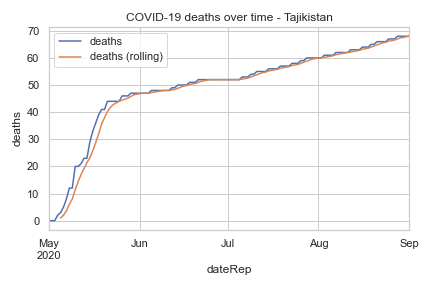 COVID-19 deaths over time - Tajikistan
deaths
deaths (rolling)
70
60
50
40
30
20
10
0
deaths
May Jun Jul Aug Sep
2020
dateRep